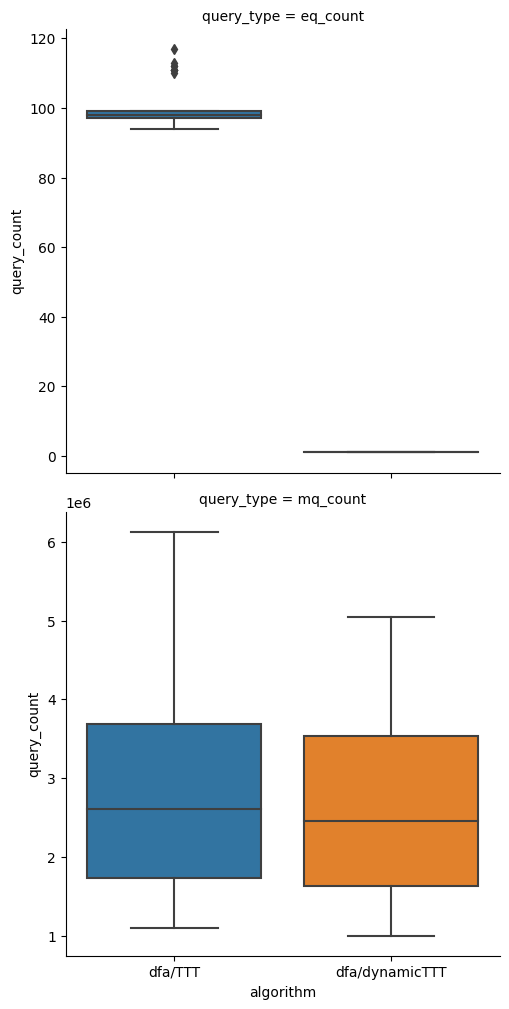 query_type = eq_count
120
100
80
60
40
20
0
query_count
query_type = mq_count
1e6
6
5
4
3
2
1
query_count
dfa/TTT
dfa/dynamicTTT
algorithm